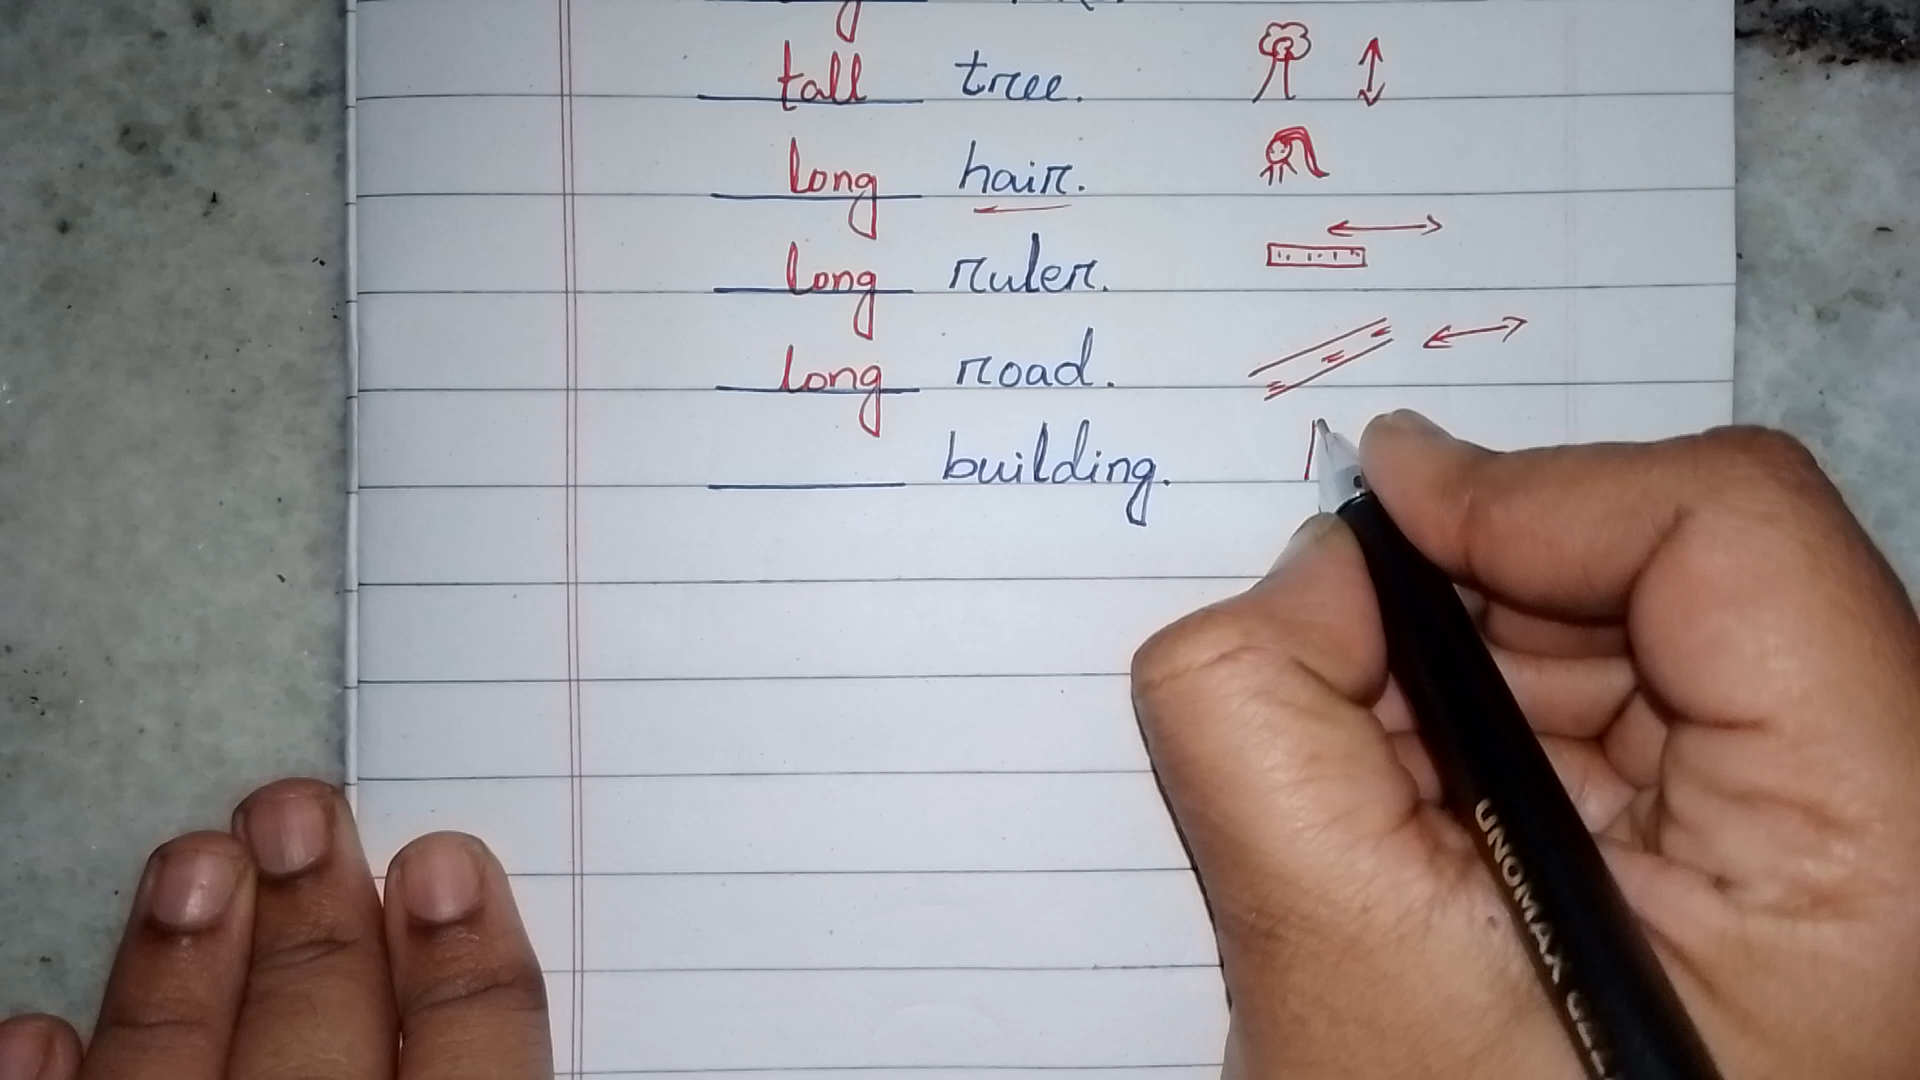 tall tree.
long hair.
long ruler.
long road.
building.
UNOMAX